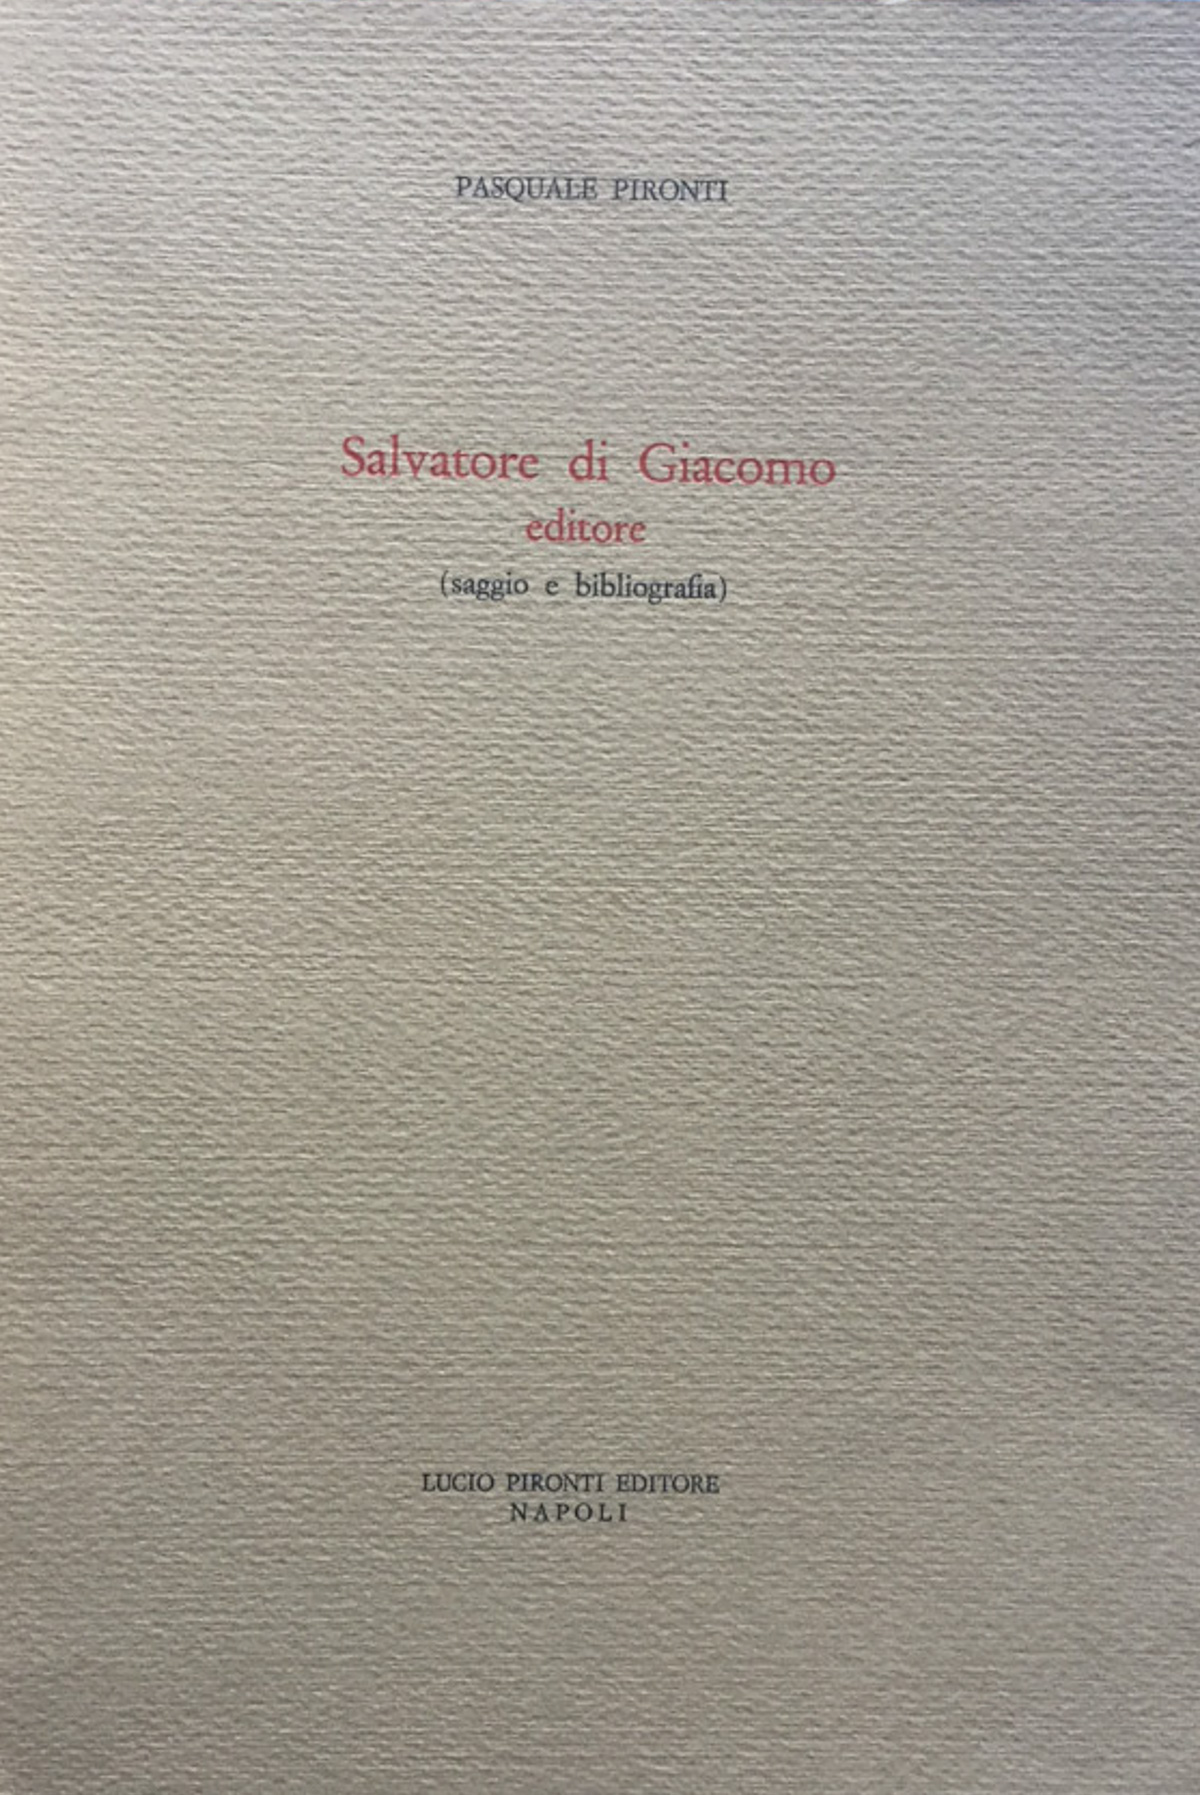 PASQUALE PIRONTI
Salvatore di Giacomo
editore
(saggio e bibliografia)
LUCIO PIRONTI EDITORE
NAPOLI